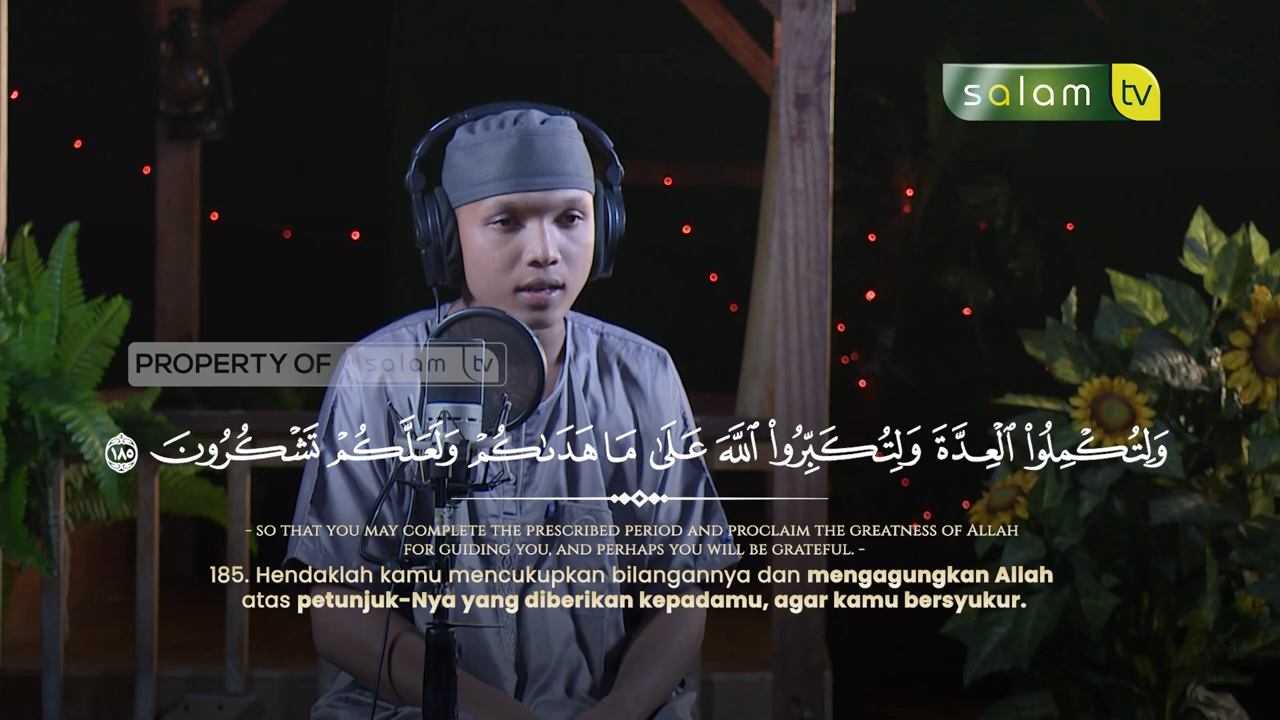 salam tv
PROPERTY OF salam tv
وَلِتُكْمِلُوا۟ ٱلْعِدَّةَ وَلِتُكَبِّرُوا۟ ٱللَّهَ عَلَىٰ مَا هَدَىٰكُمْ وَلَعَلَّكُمْ تَشْكُرُونَ ١٨٥
- SO THAT YOU MAY COMPLETE THE PRESCRIBED PERIOD AND PROCLAIM THE GREATNESS OF ALLAH
FOR GUIDING YOU, AND PERHAPS YOU WILL BE GRATEFUL. -
185. Hendaklah kamu mencukupkan bilangannya dan mengagungkan Allah
atas petunjuk-Nya yang diberikan kepadamu, agar kamu bersyukur.